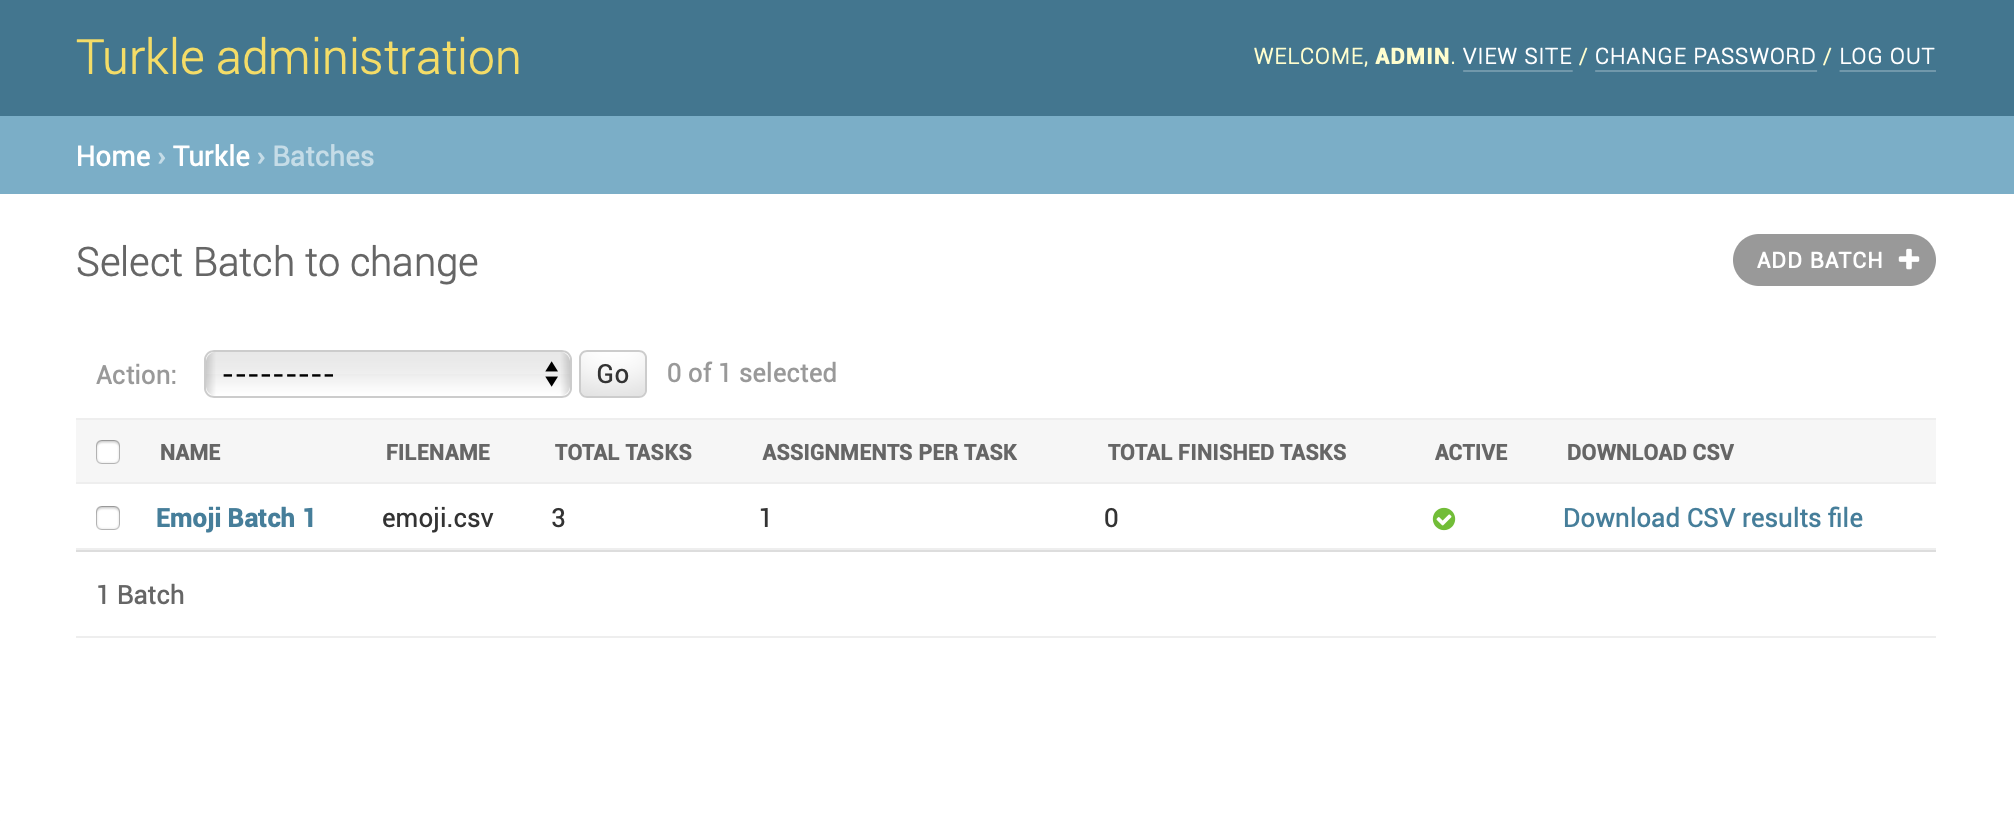 Turkle administration
WELCOME, ADMIN. VIEW SITE / CHANGE PASSWORD / LOG OUT
Home › Turkle › Batches
Select Batch to change
ADD BATCH +
Action: --------- Go 0 of 1 selected
NAME FILENAME TOTAL TASKS ASSIGNMENTS PER TASK TOTAL FINISHED TASKS ACTIVE DOWNLOAD CSV
Emoji Batch 1 emoji.csv 3 1 0 Download CSV results file
1 Batch